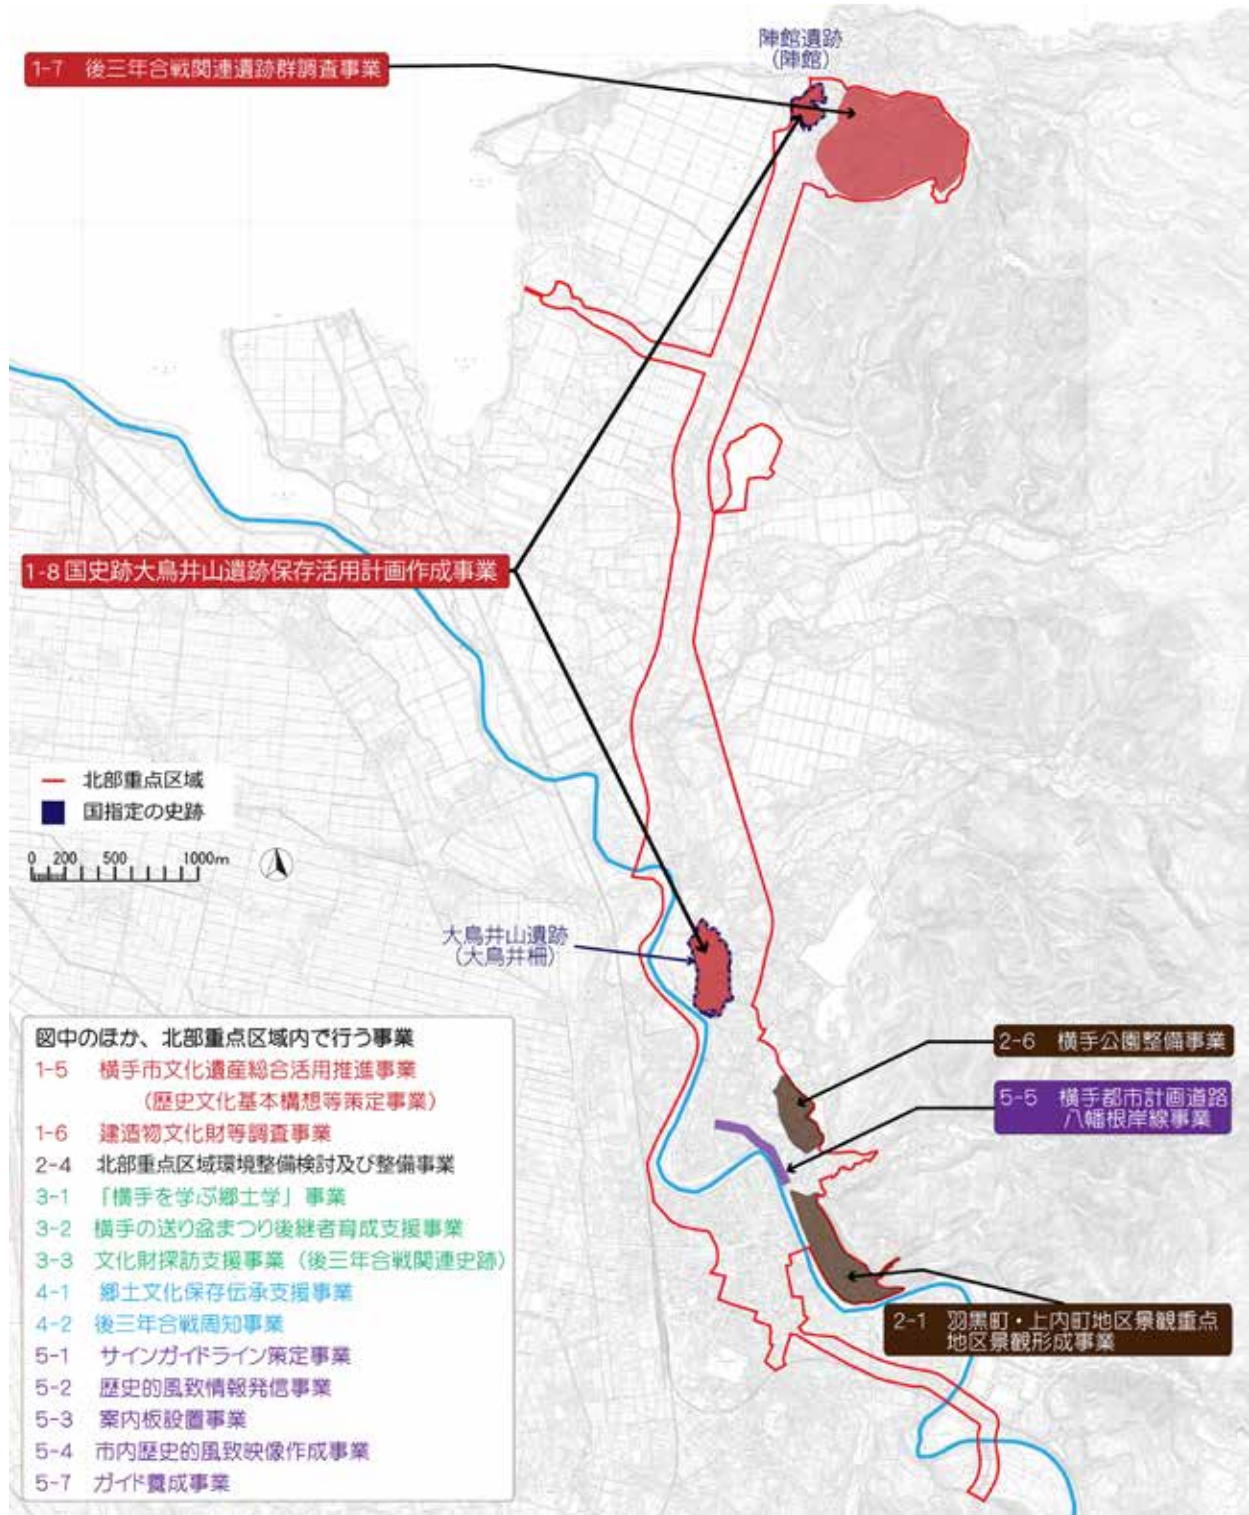 陣館遺跡
(陣館)
1-7 後三年合戦関連遺跡群調査事業
1-8 国史跡大鳥井山遺跡保存活用計画作成事業
北部重点区域
国指定の史跡
0 200 500 1000m
大鳥井山遺跡
(大鳥井柵)
2-6 横手公園整備事業
5-5 横手都市計画道路
八幡根岸線事業
2-1 羽黒町・上内町地区景観重点
地区景観形成事業
図中のほか、北部重点区域内で行う事業
1-5 横手市文化遺産総合活用推進事業
(歴史文化基本構想等策定事業)
1-6 建造物文化財等調査事業
2-4 北部重点区域環境整備検討及び整備事業
3-1 「横手を学ぶ郷土学」事業
3-2 横手の送り盆まつり後継者育成支援事業
3-3 文化財探訪支援事業(後三年合戦関連史跡)
4-1 郷土文化保存伝承支援事業
4-2 後三年合戦周知事業
5-1 サインガイドライン策定事業
5-2 歴史的風致情報発信事業
5-3 案内板設置事業
5-4 市内歴史的風致映像作成事業
5-7 ガイド養成事業